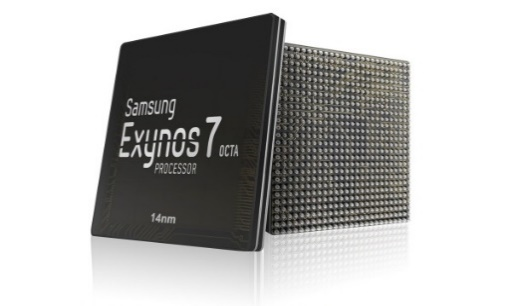 Samsung
Exynos 7 OCTA
PROCESSOR
14nm